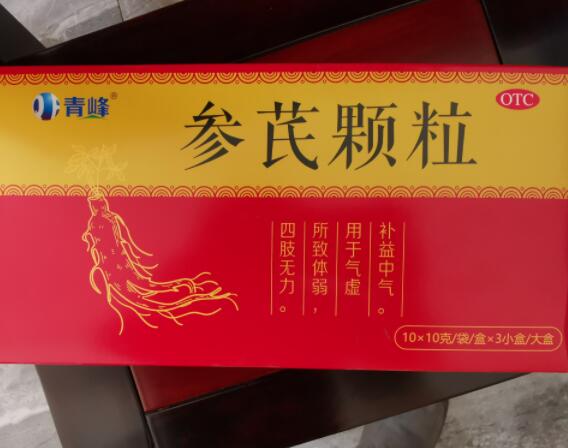 青峰®
参芪颗粒
OTC
补益中气。
用于气虚
所致体弱，
四肢无力。
10×10克/袋/盒×3小盒/大盒